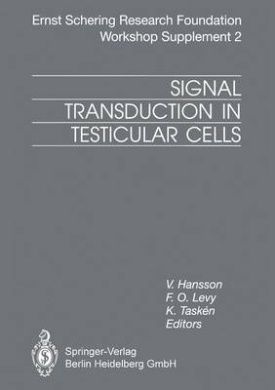 Ernst Schering Research Foundation
Workshop Supplement 2
SIGNAL
TRANSDUCTION IN
TESTICULAR CELLS
V. Hansson
F. O. Levy
K. Taskén
Editors
Springer-Verlag
Berlin Heidelberg GmbH